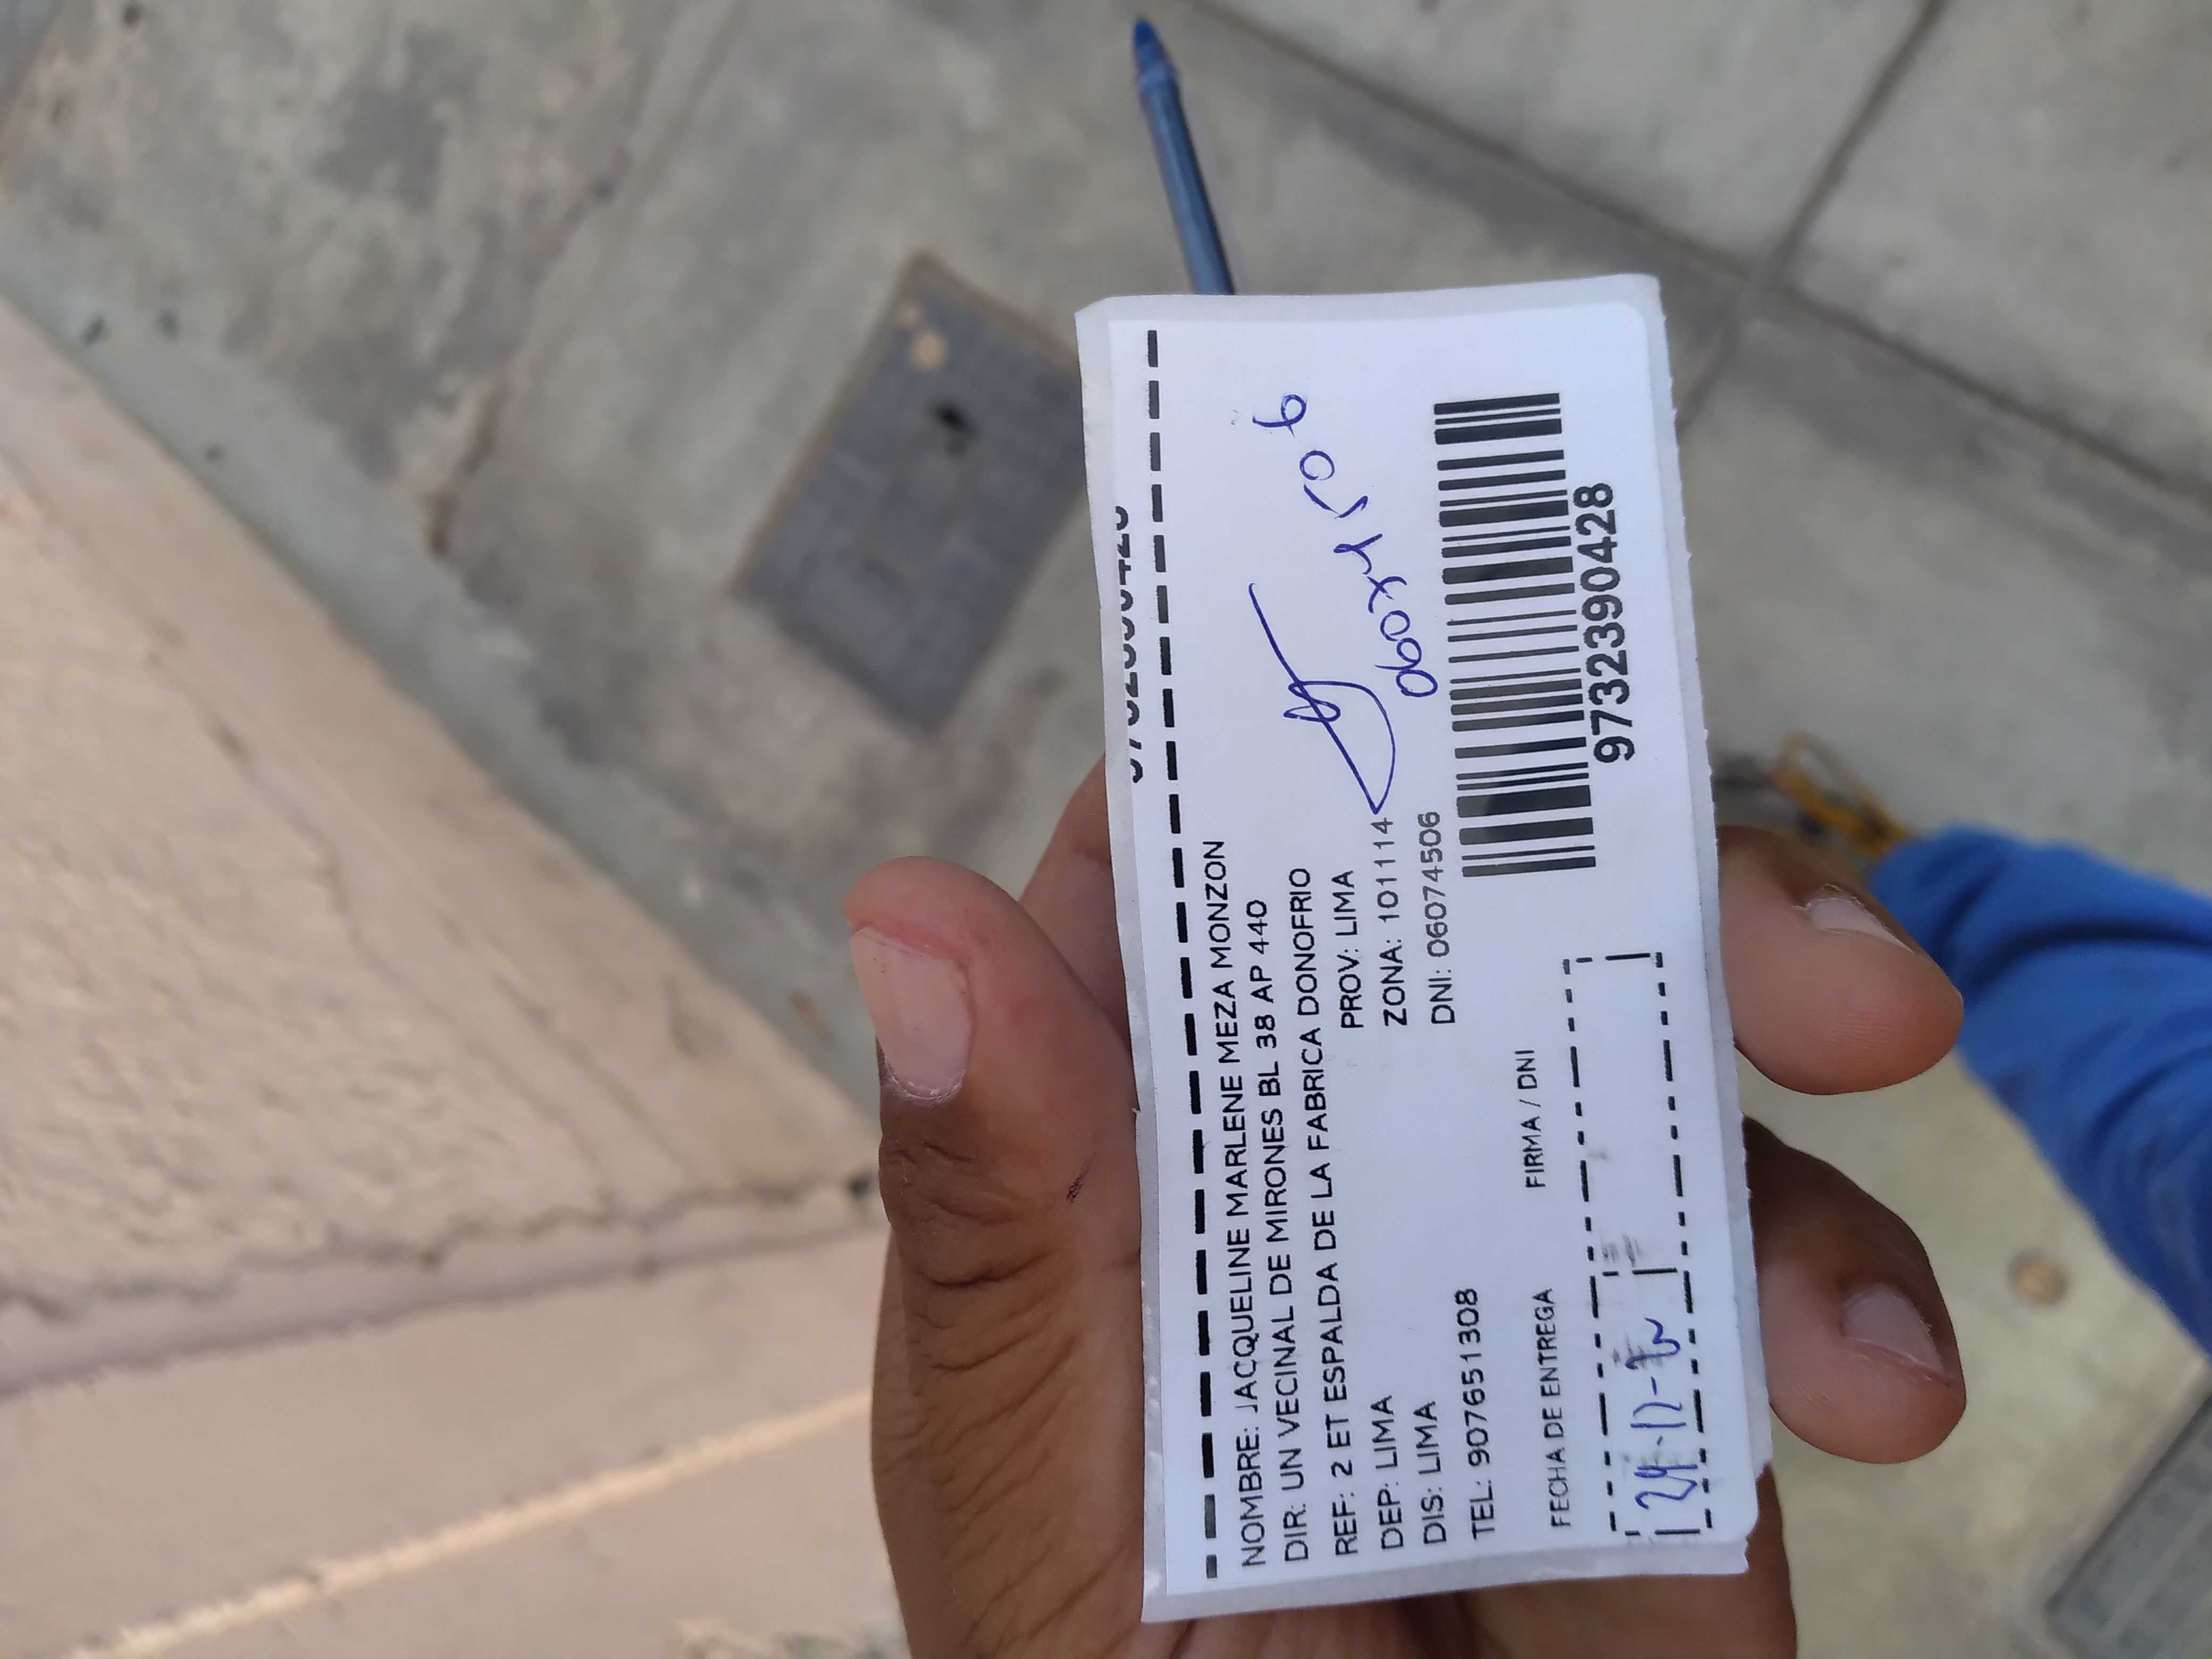 NOMBRE: JACQUELINE MARLENE MEZA MONZON
DIR: UN VECINAL DE MIRONES BL 38 AP 440
REF: 2 ET ESPALDA DE LA FABRICA DONOFRIO
DEP: LIMA PROV: LIMA
DIS: LIMA ZONA: 101114
TEL: 907651308 DNI: 06074506
06074506
FECHA DE ENTREGA FIRMA / DNI
9732390428